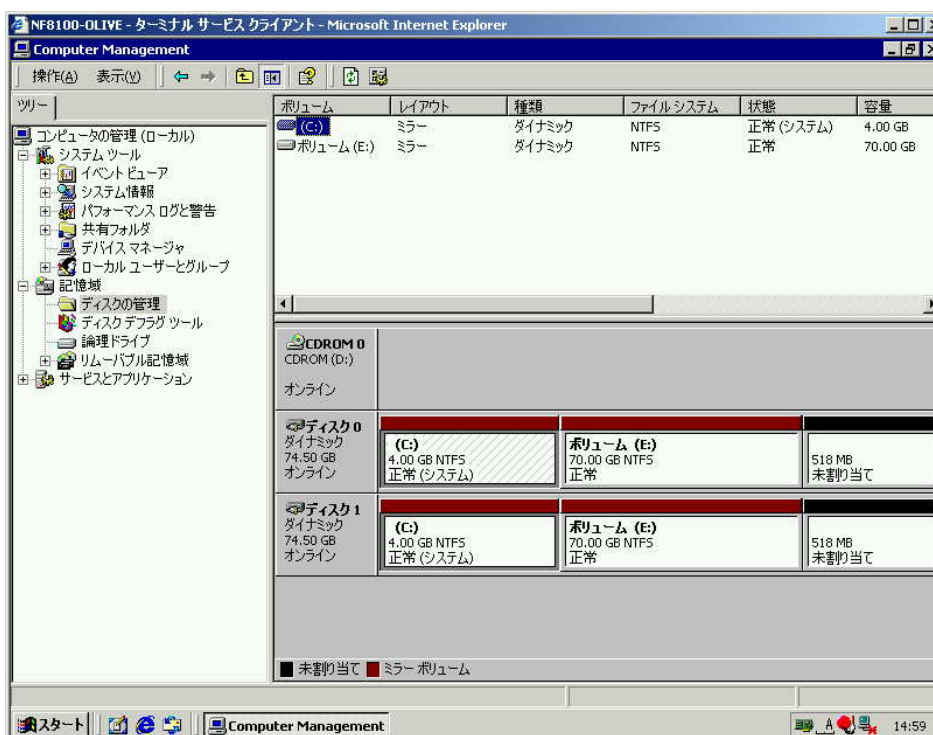 NF8100-OLIVE - ターミナル サービス クライアント - Microsoft Internet Explorer
Computer Management
操作(A) 表示(V)
ツリー
コンピュータの管理 (ローカル)
システム ツール
イベント ビューア
システム情報
パフォーマンス ログと警告
共有フォルダ
デバイス マネージャ
ローカル ユーザーとグループ
記憶域
ディスクの管理
ディスク デフラグ ツール
論理ドライブ
リムーバブル記憶域
サービスとアプリケーション
ボリューム レイアウト 種類 ファイル システム 状態 容量
(C:) ミラー ダイナミック NTFS 正常 (システム) 4.00 GB
ボリューム (E:) ミラー ダイナミック NTFS 正常 70.00 GB
CDROM 0
CDROM (D:)
オンライン
ディスク 0
ダイナミック
74.50 GB
オンライン
(C:)
4.00 GB NTFS
正常 (システム)
ボリューム (E:)
70.00 GB NTFS
正常
518 MB
未割り当て
ディスク 1
ダイナミック
74.50 GB
オンライン
(C:)
4.00 GB NTFS
正常 (システム)
ボリューム (E:)
70.00 GB NTFS
正常
518 MB
未割り当て
未割り当て ミラー ボリューム
スタート Computer Management A 14:59